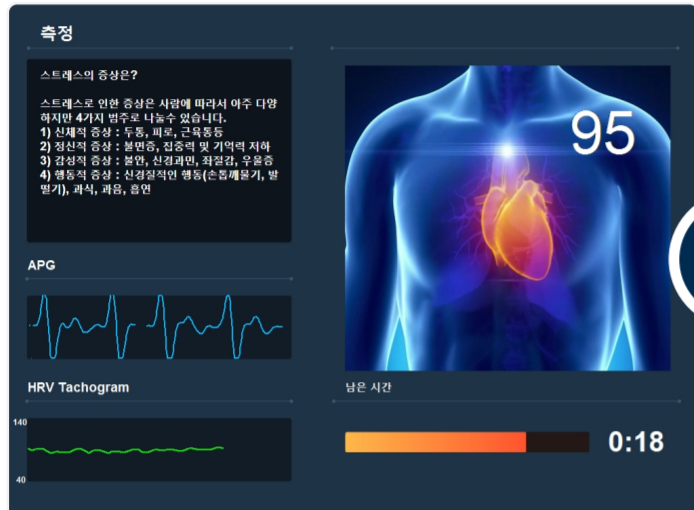 측정
스트레스의 증상은?
스트레스로 인한 증상은 사람에 따라서 아주 다양
하지만 4가지 범주로 나눌수 있습니다.
1) 신체적 증상 : 두통, 피로, 근육통등
2) 정신적 증상 : 불면증, 집중력 및 기억력 저하
3) 감성적 증상 : 불안, 신경과민, 좌절감, 우울증
4) 행동적 증상 : 신경질적인 행동(손톱깨물기, 발
떨기), 과식, 과음, 흡연
95
APG
HRV Tachogram
140
40
남은 시간
0:18